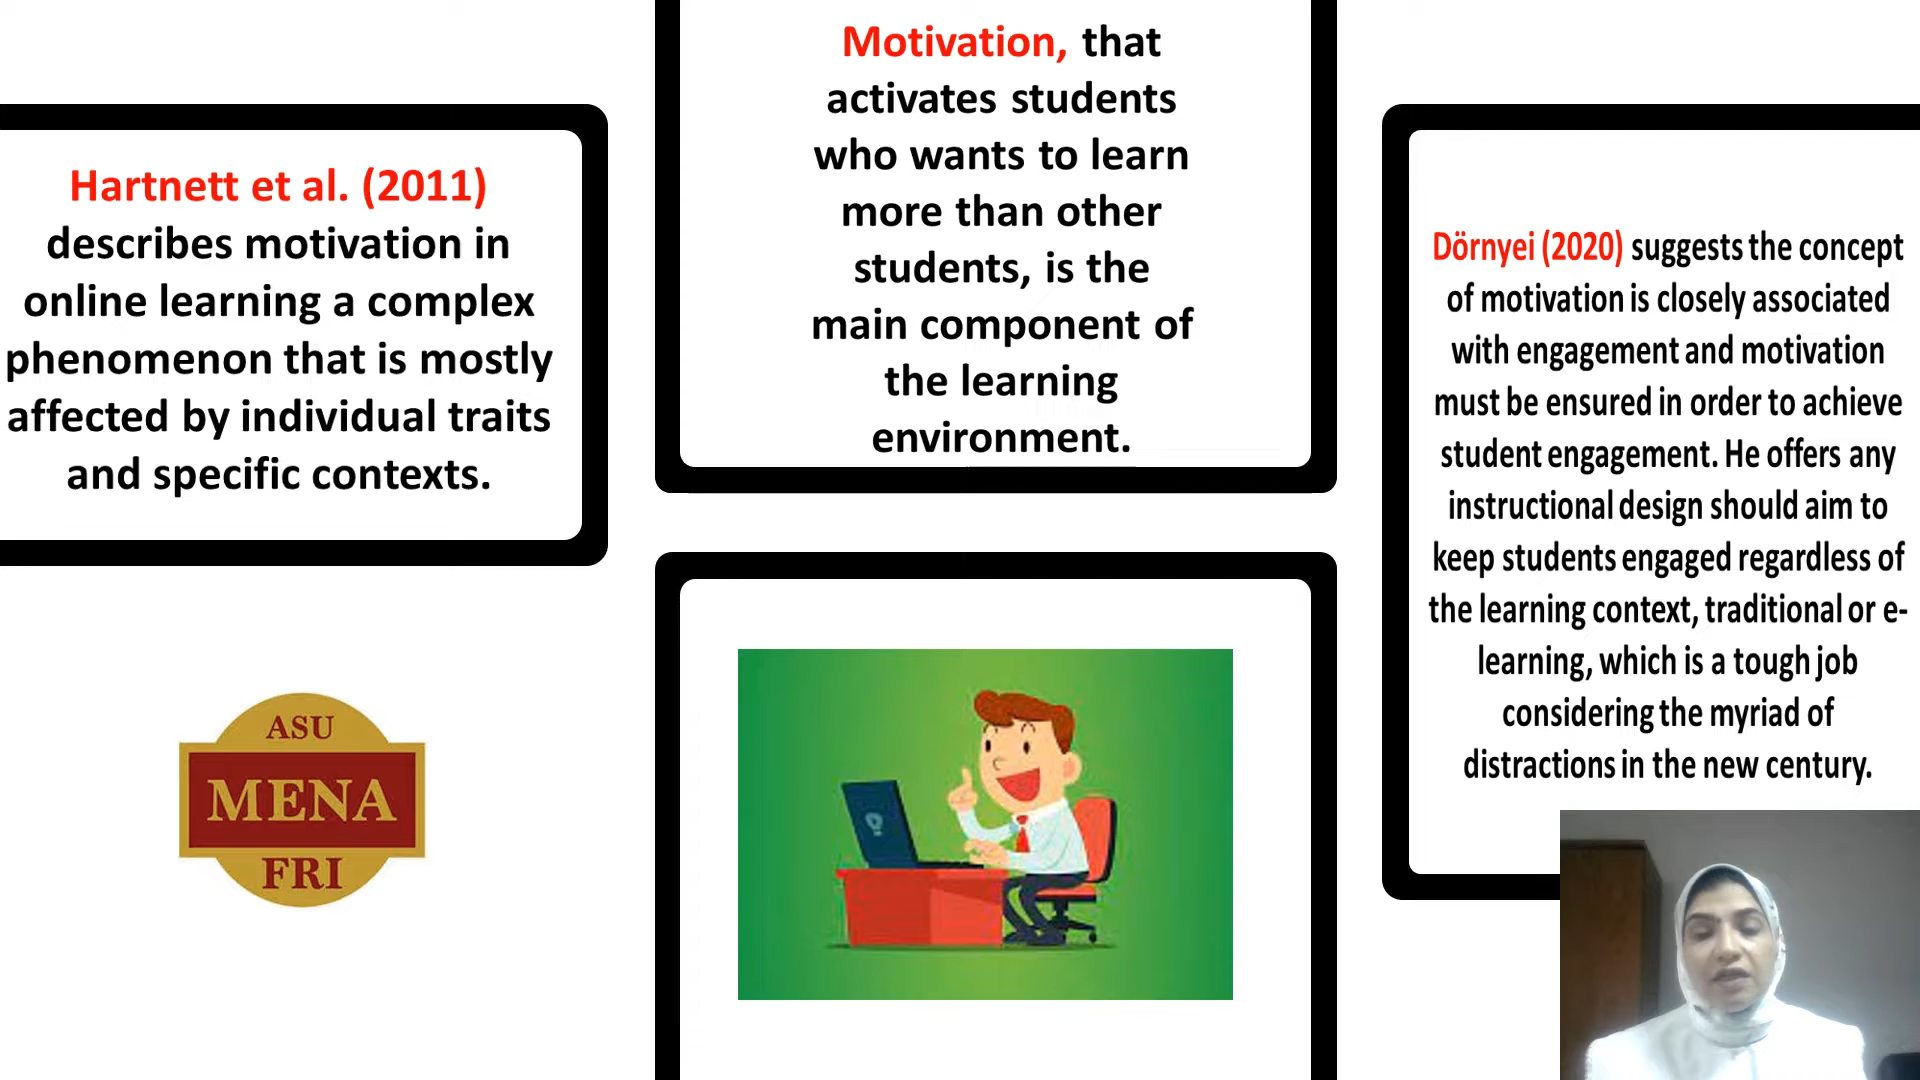 Hartnett et al. (2011)
describes motivation in
online learning a complex
phenomenon that is mostly
affected by individual traits
and specific contexts.
Motivation, that
activates students
who wants to learn
more than other
students, is the
main component of
the learning
environment.
Dörnyei (2020) suggests the concept
of motivation is closely associated
with engagement and motivation
must be ensured in order to achieve
student engagement. He offers any
instructional design should aim to
keep students engaged regardless of
the learning context, traditional or e-
learning, which is a tough job
considering the myriad of
distractions in the new century.
ASU
MENA
FRI